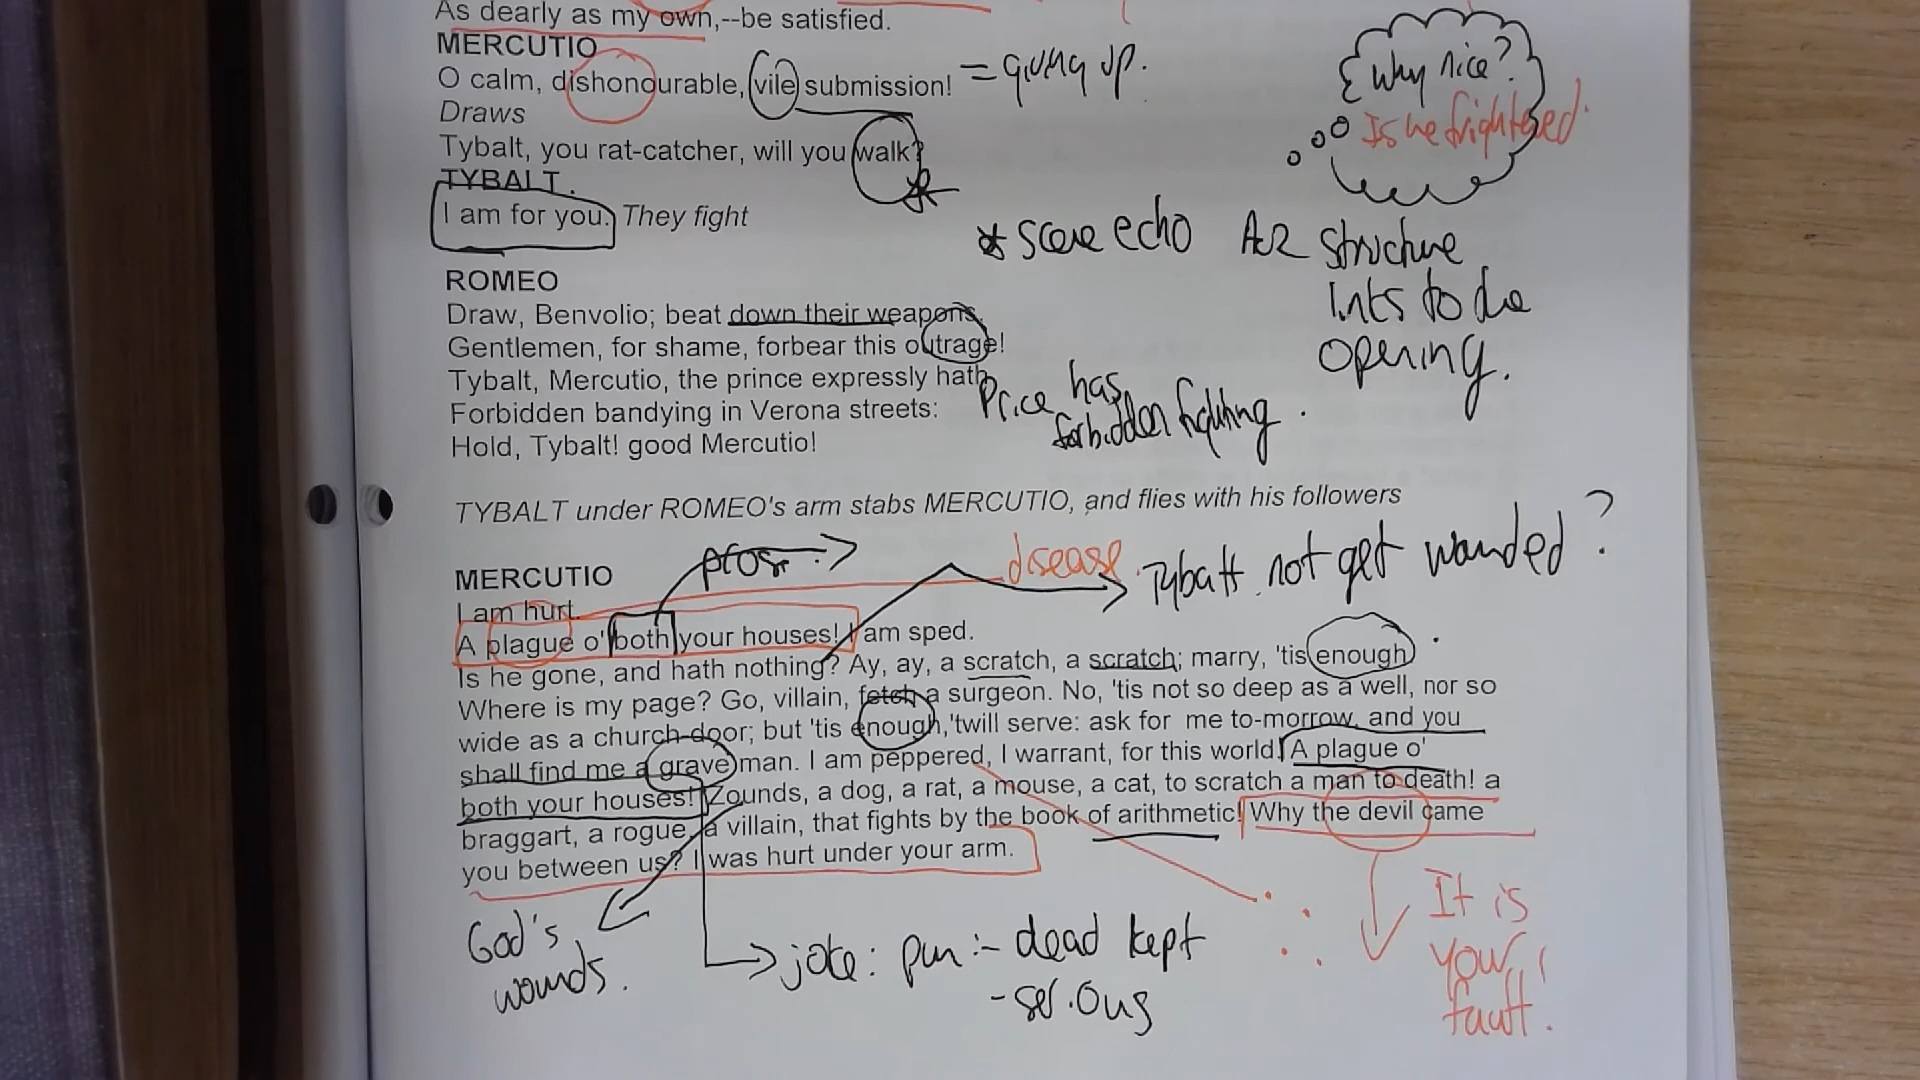 As dearly as my own,--be satisfied.
MERCUTIO
O calm, dishonourable, vile submission! = giving up.
Why nice?
Is he frightened.
Draws
Tybalt, you rat-catcher, will you walk?
TYBALT.
I am for you. They fight
* Scene echo A2 structure
links to the
opening.
ROMEO
Draw, Benvolio; beat down their weapons.
Gentlemen, for shame, forbear this outrage!
Tybalt, Mercutio, the prince expressly hath
Forbidden bandying in Verona streets:
Hold, Tybalt! good Mercutio!
Price has
forbidden fighting.
TYBALT under ROMEO's arm stabs MERCUTIO, and flies with his followers
disease. Tybalt not get wounded?
MERCUTIO
I am hurt.
A plague o' both your houses! I am sped.
Is he gone, and hath nothing? Ay, ay, a scratch, a scratch; marry, 'tis enough
Where is my page? Go, villain, fetch a surgeon. No, 'tis not so deep as a well, nor so
wide as a church-door; but 'tis enough,'twill serve: ask for me to-morrow, and you
shall find me a grave man. I am peppered, I warrant, for this world. A plague o'
both your houses! Zounds, a dog, a rat, a mouse, a cat, to scratch a man to death! a
braggart, a rogue, a villain, that fights by the book of arithmetic! Why the devil came
you between us? I was hurt under your arm.
God's
wounds.
joke: pun :- dead kept
- serious
It is
your
fault.